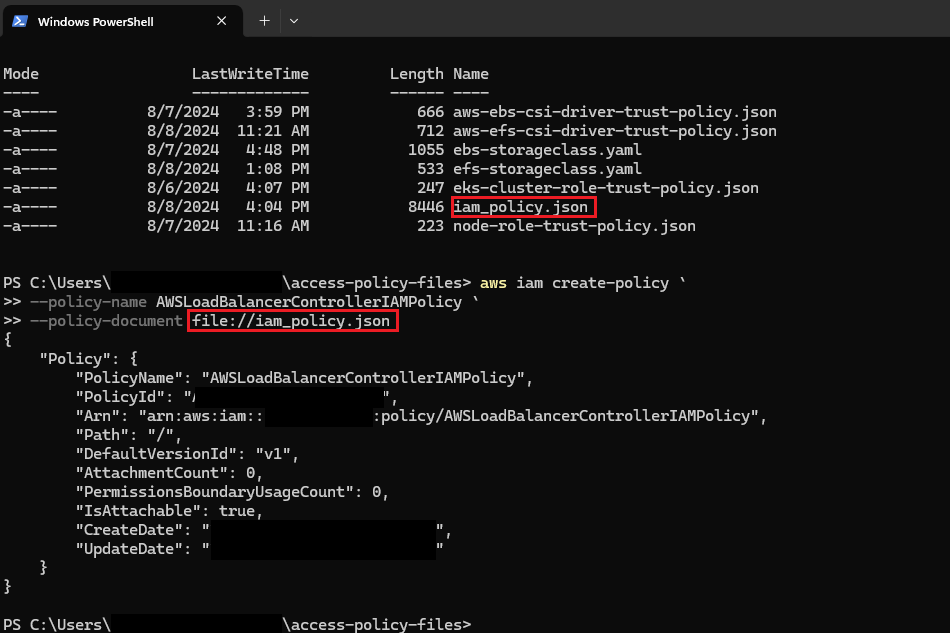 Windows PowerShell
Mode LastWriteTime Length Name
---- ------------- ------ ----
-a---- 8/7/2024 3:59 PM 666 aws-ebs-csi-driver-trust-policy.json
-a---- 8/8/2024 11:21 AM 712 aws-efs-csi-driver-trust-policy.json
-a---- 8/7/2024 4:48 PM 1055 ebs-storageclass.yaml
-a---- 8/8/2024 1:08 PM 533 efs-storageclass.yaml
-a---- 8/6/2024 4:07 PM 247 eks-cluster-role-trust-policy.json
-a---- 8/8/2024 4:04 PM 8446 iam_policy.json
-a---- 8/7/2024 11:16 AM 223 node-role-trust-policy.json
PS C:\Users\ \access-policy-files> aws iam create-policy `
>> --policy-name AWSLoadBalancerControllerIAMPolicy `
>> --policy-document file://iam_policy.json
{
    "Policy": {
        "PolicyName": "AWSLoadBalancerControllerIAMPolicy",
        "PolicyId": " ",
        "Arn": "arn:aws:iam:: :policy/AWSLoadBalancerControllerIAMPolicy",
        "Path": "/",
        "DefaultVersionId": "v1",
        "AttachmentCount": 0,
        "PermissionsBoundaryUsageCount": 0,
        "IsAttachable": true,
        "CreateDate": " ",
        "UpdateDate": " "
    }
}
PS C:\Users\ \access-policy-files>